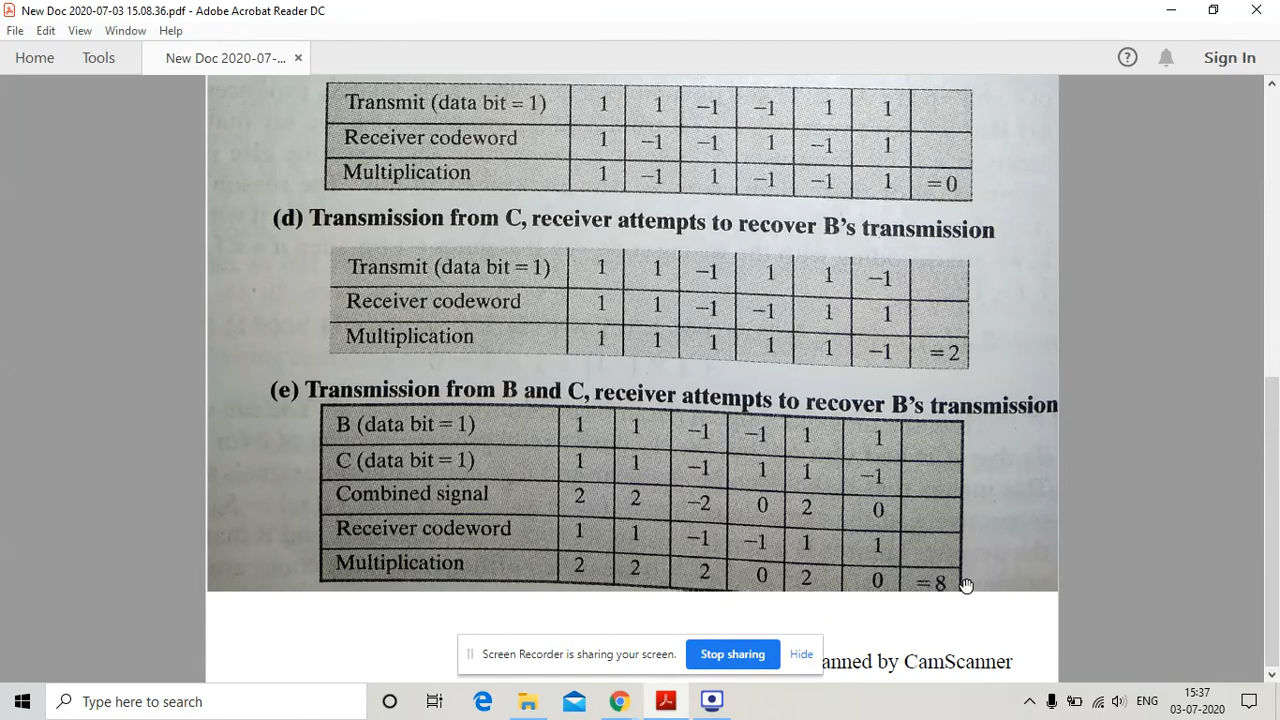 New Doc 2020-07-03 15.08.36.pdf - Adobe Acrobat Reader DC
File Edit View Window Help
Home Tools New Doc 2020-07-... × Sign In
Transmit (data bit = 1) 1 1 −1 −1 1 1
Receiver codeword 1 −1 −1 1 −1 1
Multiplication 1 −1 1 −1 −1 1 = 0
(d) Transmission from C, receiver attempts to recover B's transmission
Transmit (data bit = 1) 1 1 −1 1 1 −1
Receiver codeword 1 1 −1 −1 1 1
Multiplication 1 1 1 1 1 −1 = 2
(e) Transmission from B and C, receiver attempts to recover B's transmission
B (data bit = 1) 1 1 −1 −1 1 1
C (data bit = 1) 1 1 −1 1 1 −1
Combined signal 2 2 −2 0 2 0
Receiver codeword 1 1 −1 −1 1 1
Multiplication 2 2 2 0 2 0 = 8
Screen Recorder is sharing your screen. Stop sharing Hide
anned by CamScanner
Type here to search
ENG
15:37
03-07-2020